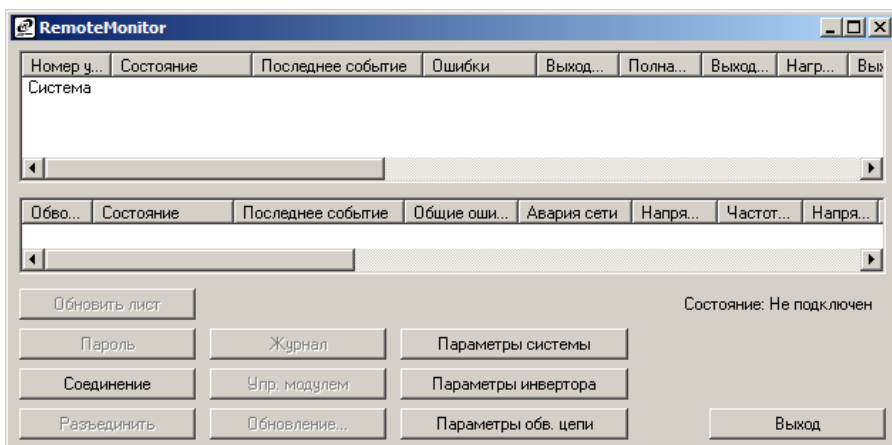 RemoteMonitor
Номер у... Состояние Последнее событие Ошибки Выход... Полна... Выход... Нагр... Вых
Система
Обво... Состояние Последнее событие Общие оши... Авария сети Напря... Частот... Напря...
Обновить лист Состояние: Не подключен
Пароль Журнал Параметры системы
Соединение Упр. модулем Параметры инвертора
Разъединить Обновление... Параметры обв. цепи Выход